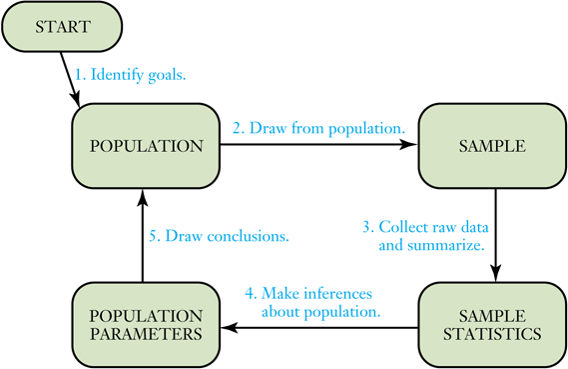 START
1. Identify goals.
POPULATION
2. Draw from population.
SAMPLE
3. Collect raw data
and summarize.
5. Draw conclusions.
4. Make inferences
about population.
POPULATION
PARAMETERS
SAMPLE
STATISTICS